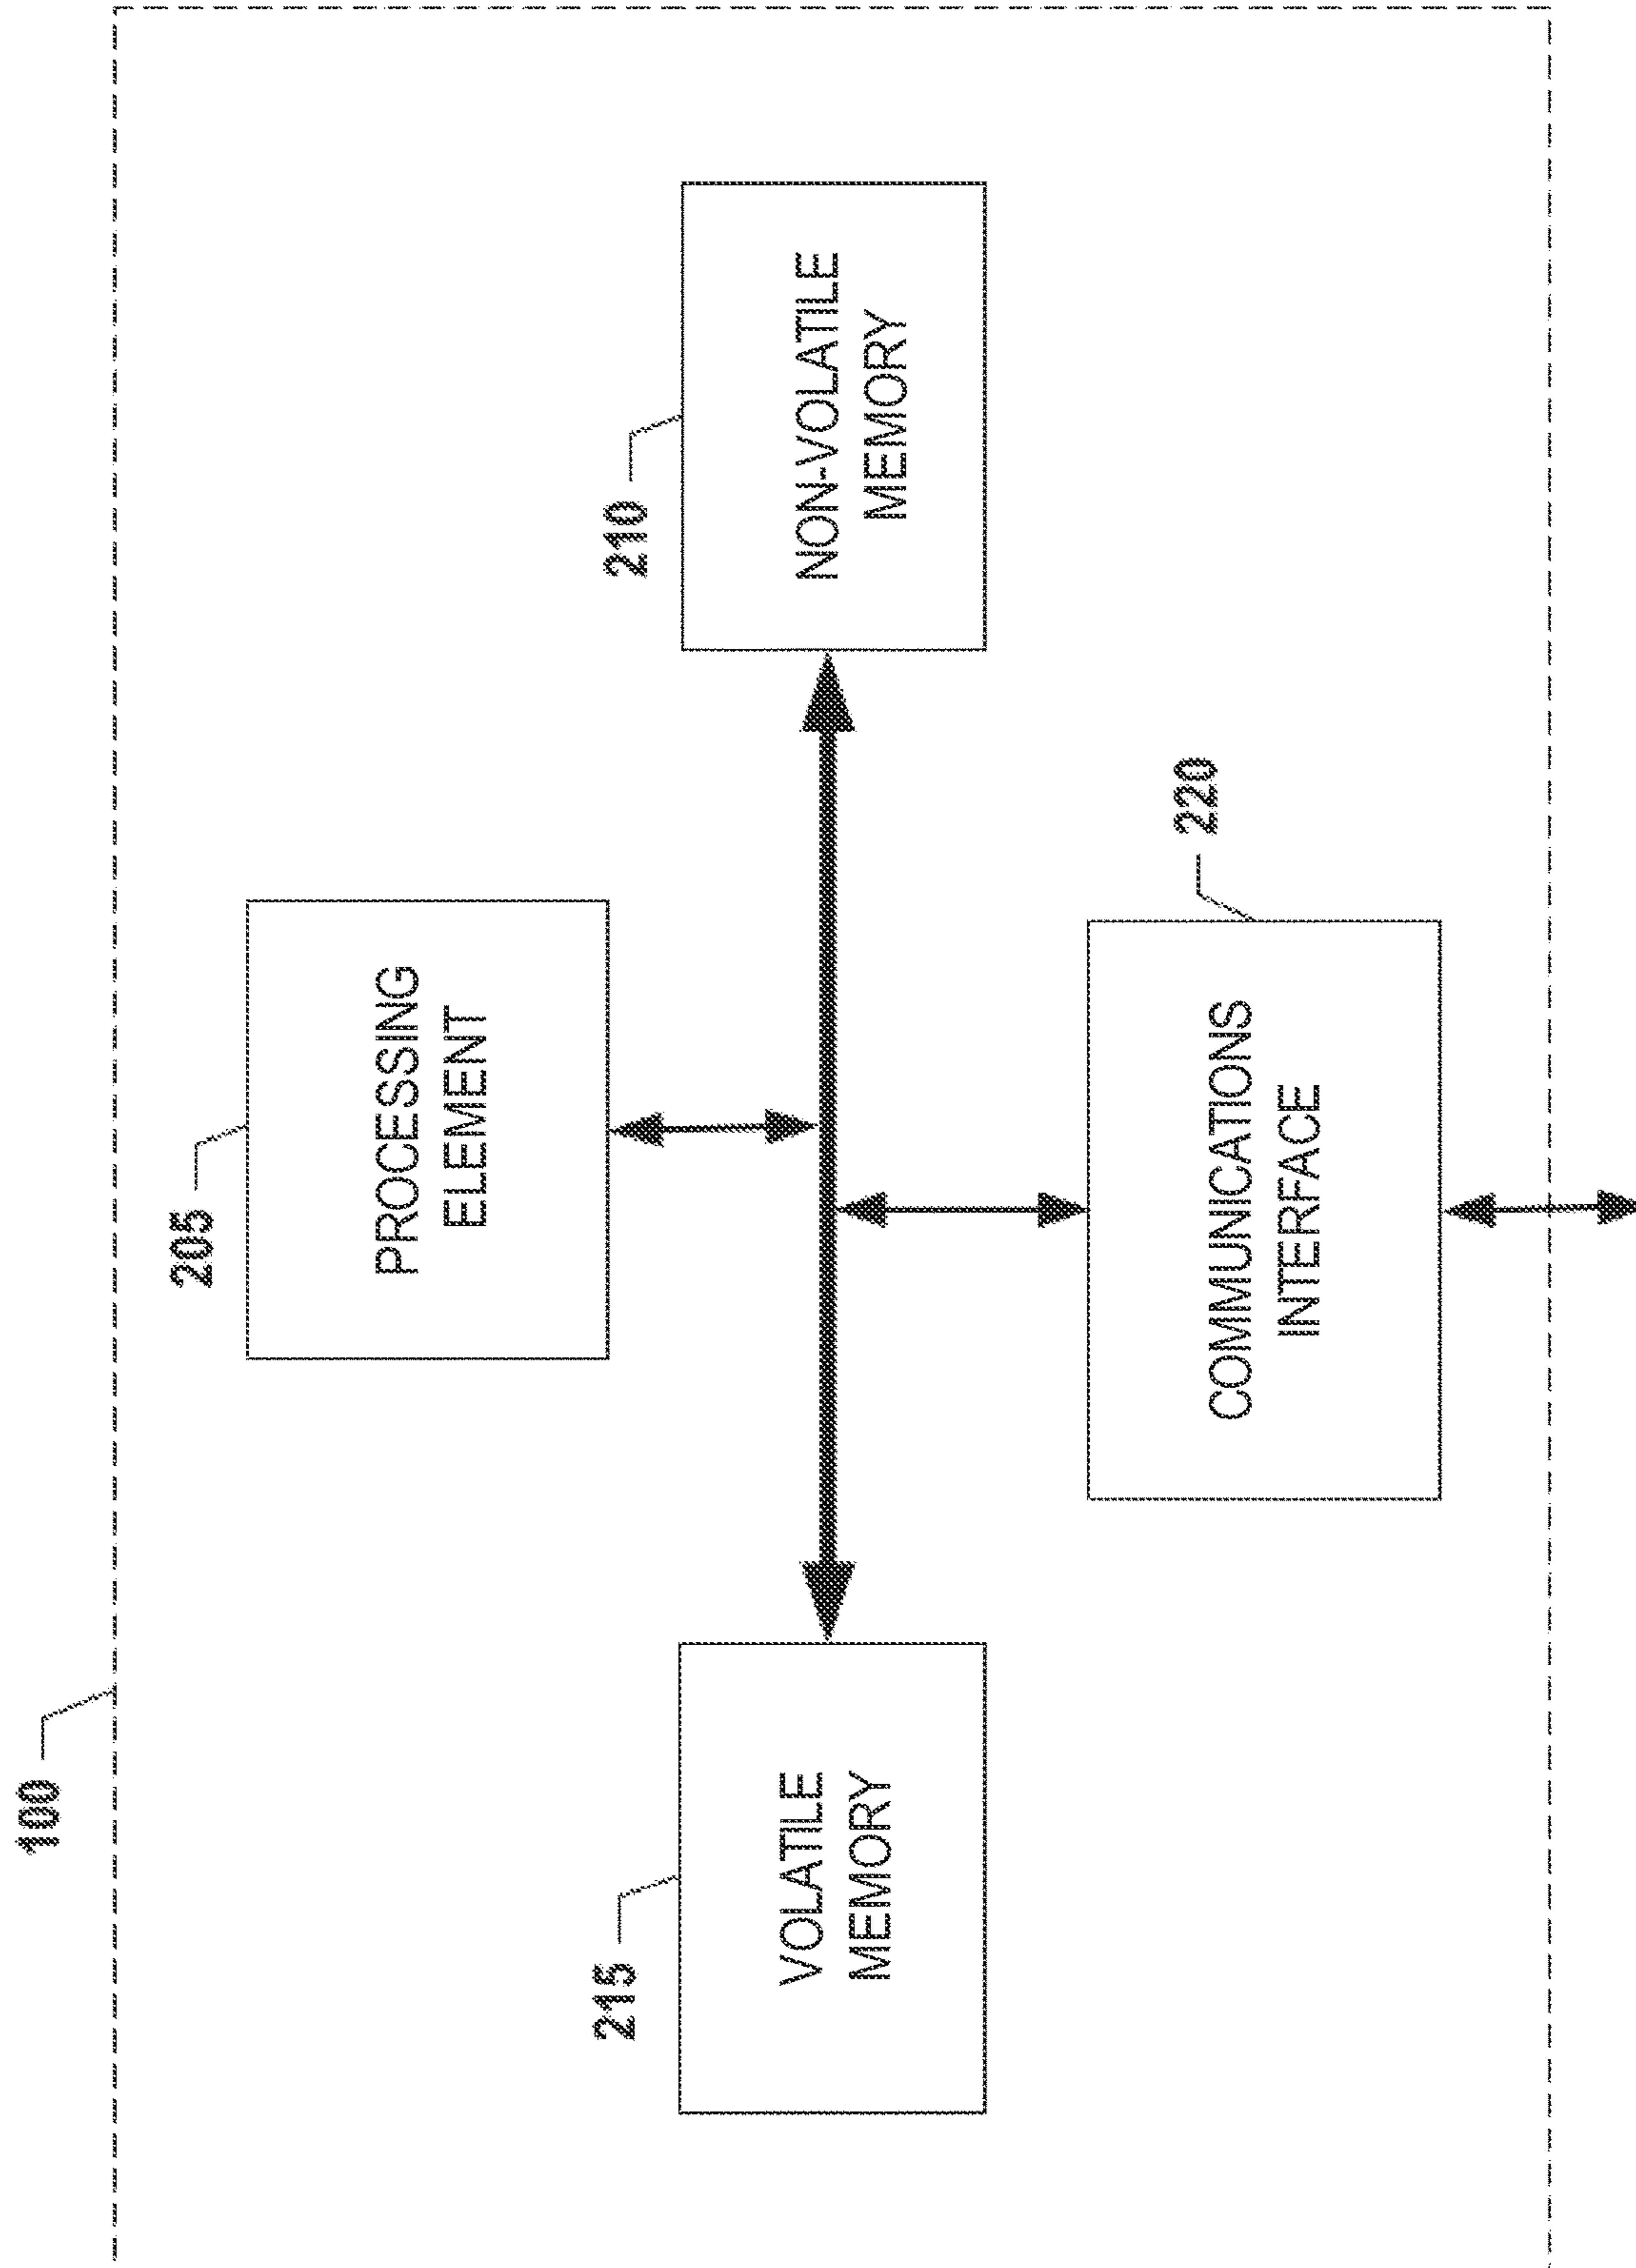 100
205
PROCESSING
ELEMENT
215
VOLATILE
MEMORY
210
NON-VOLATILE
MEMORY
220
COMMUNICATIONS
INTERFACE